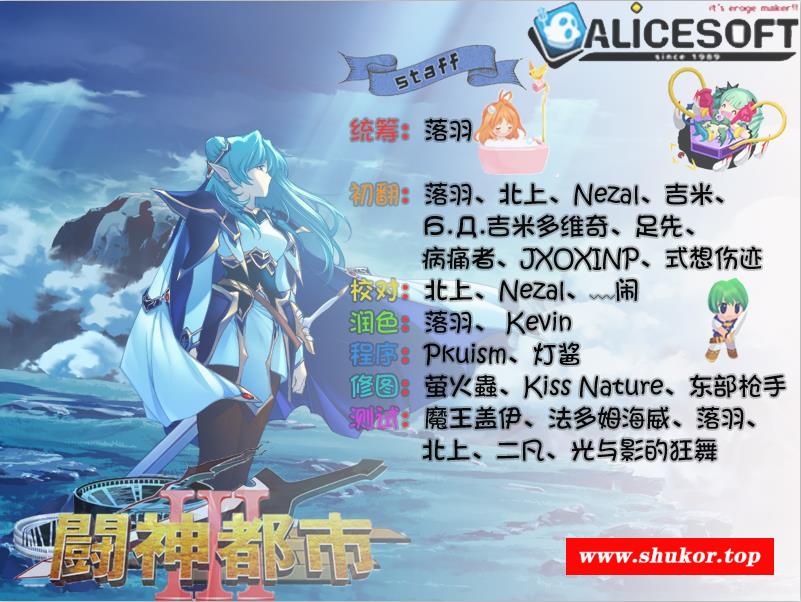 it's erage maker!!
ALICESOFT
since 1989
staff
统筹：落羽
初翻：落羽、北上、Nezal、吉米、
Б.Д.吉米多维奇、足先、
病痛者、JXOXINP、式想伤迹
校对：北上、Nezal、﹏闹
润色：落羽、Kevin
程序：Pkuism、灯酱
修图：萤火蟲、Kiss Nature、东部枪手
测试：魔王盖伊、法多姆海威、落羽、
北上、二凡、光与影的狂舞
闘神都市
III
www.shukor.top